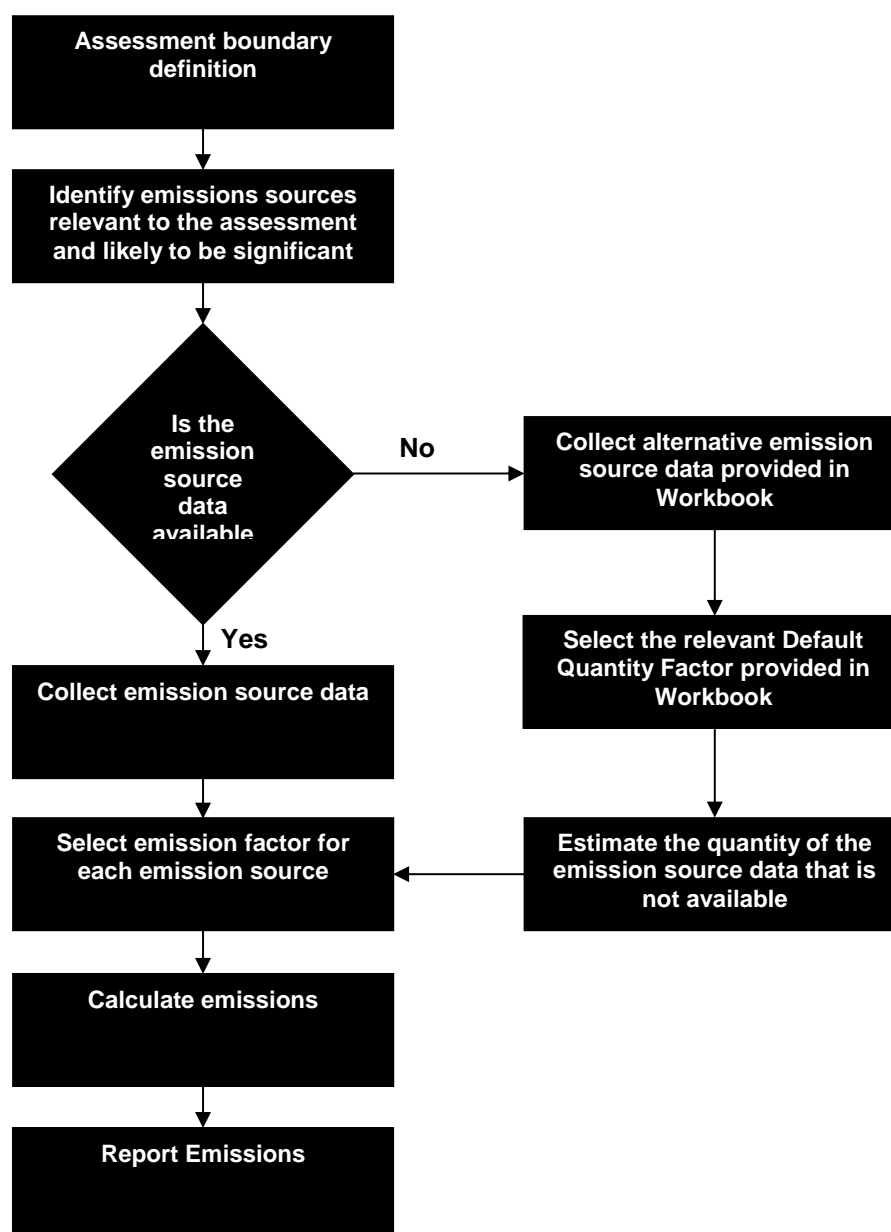 Assessment boundary
definition
Identify emissions sources
relevant to the assessment
and likely to be significant
Is the
emission
source
data
available
No
Yes
Collect alternative emission
source data provided in
Workbook
Select the relevant Default
Quantity Factor provided in
Workbook
Estimate the quantity of the
emission source data that is
not available
Collect emission source data
Select emission factor for
each emission source
Calculate emissions
Report Emissions